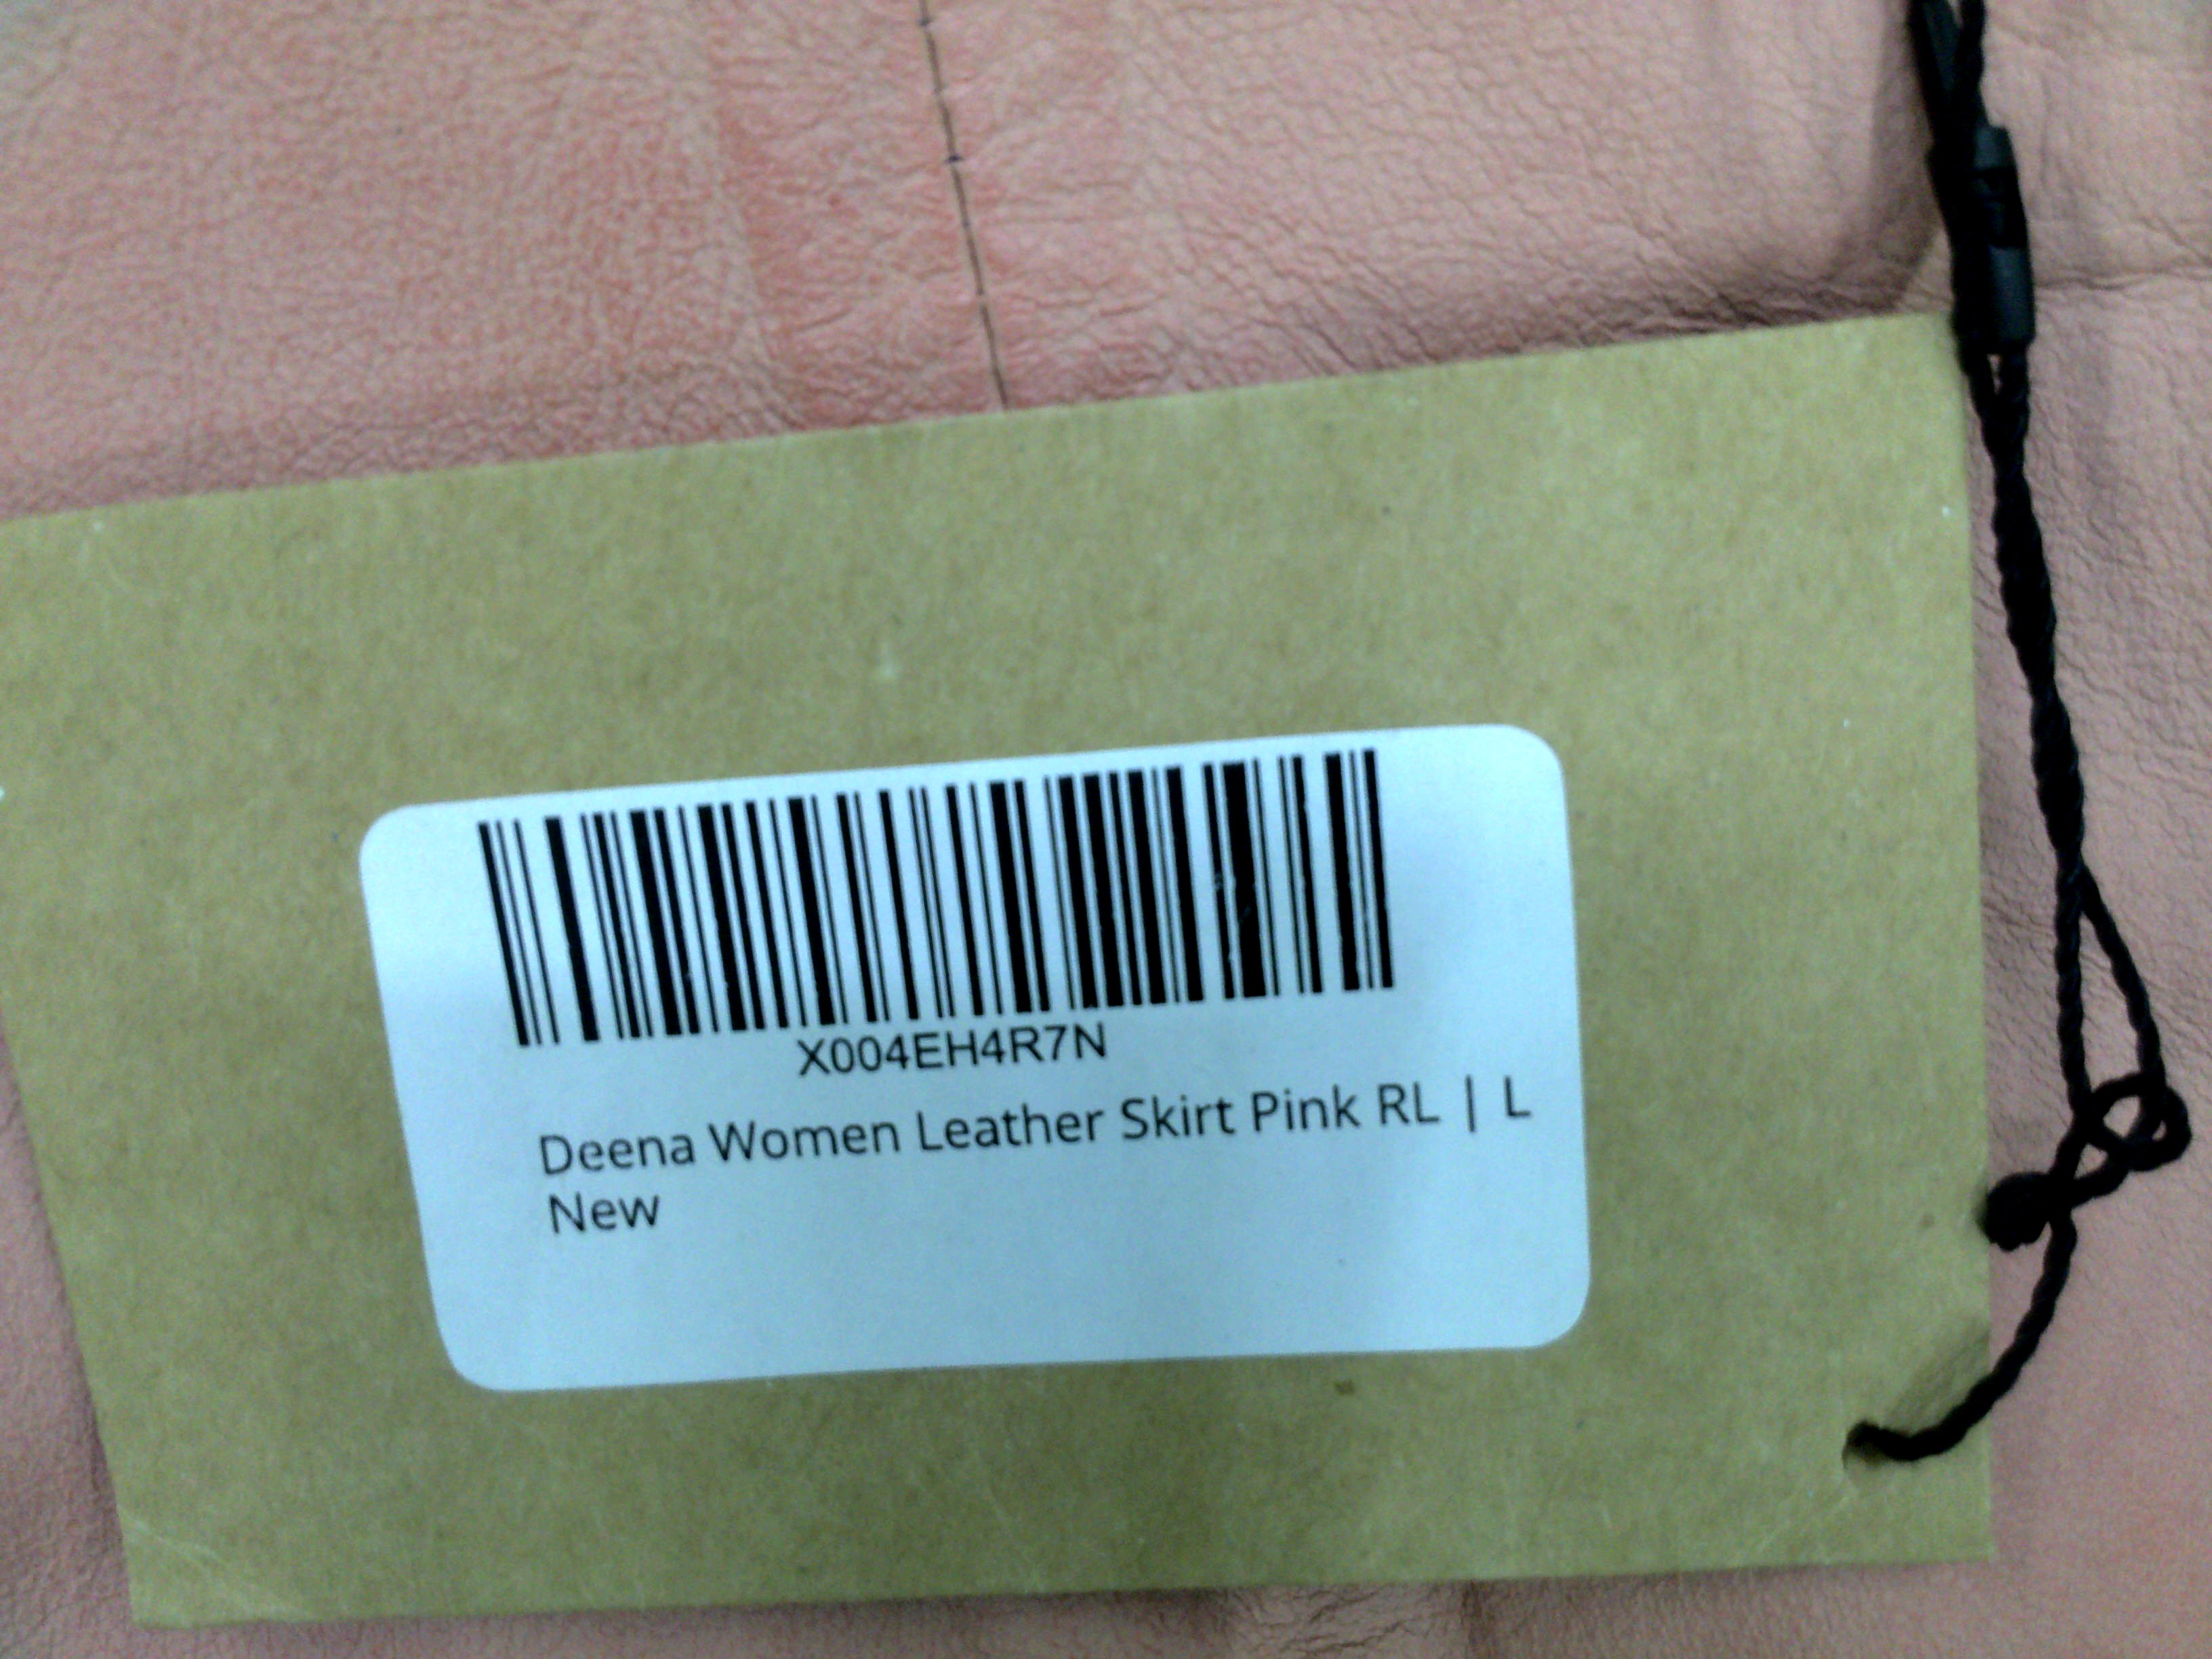 X004EH4R7N
Deena Women Leather Skirt Pink RL | L
New